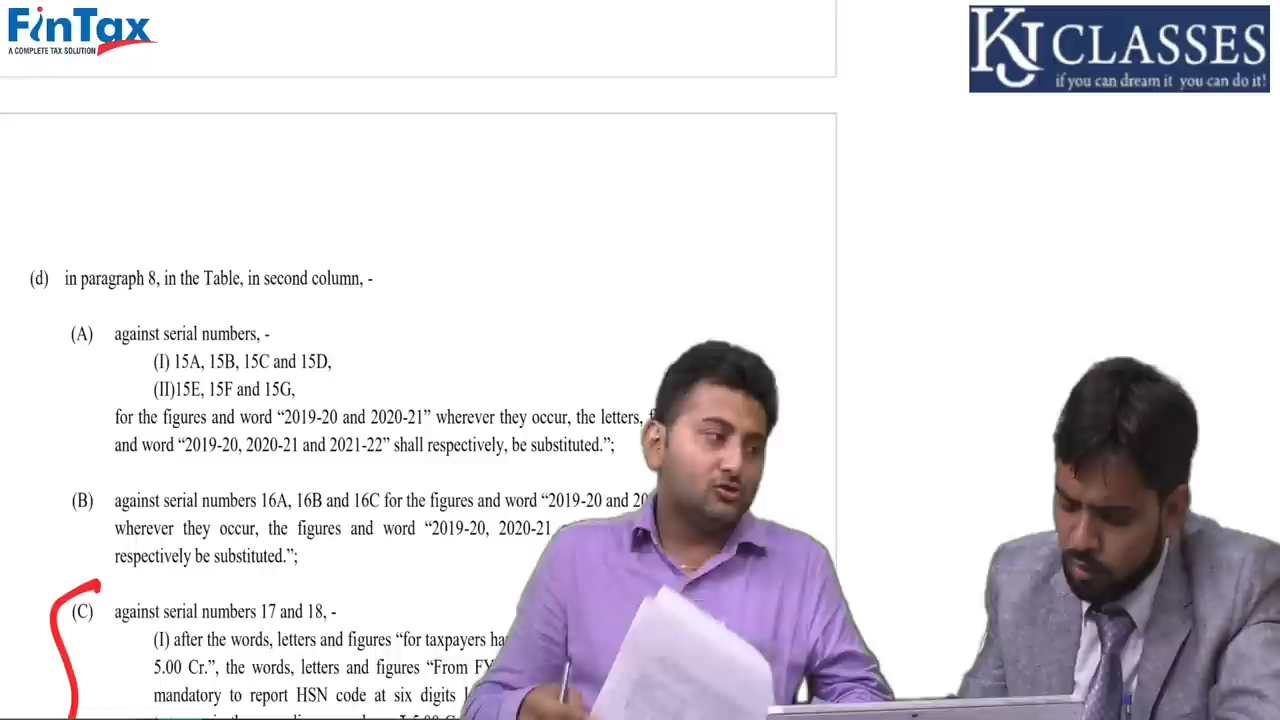 FinTax
A COMPLETE TAX SOLUTION
KJ CLASSES
if you can dream it you can do it!
(d) in paragraph 8, in the Table, in second column, -
(A) against serial numbers, -
(I) 15A, 15B, 15C and 15D,
(II)15E, 15F and 15G,
for the figures and word “2019-20 and 2020-21” wherever they occur, the letters,
and word “2019-20, 2020-21 and 2021-22” shall respectively, be substituted.”;
(B) against serial numbers 16A, 16B and 16C for the figures and word “2019-20 and 20
wherever they occur, the figures and word “2019-20, 2020-21
respectively be substituted.”;
(C) against serial numbers 17 and 18, -
(I) after the words, letters and figures “for taxpayers ha
5.00 Cr.”, the words, letters and figures “From FY
mandatory to report HSN code at six digits